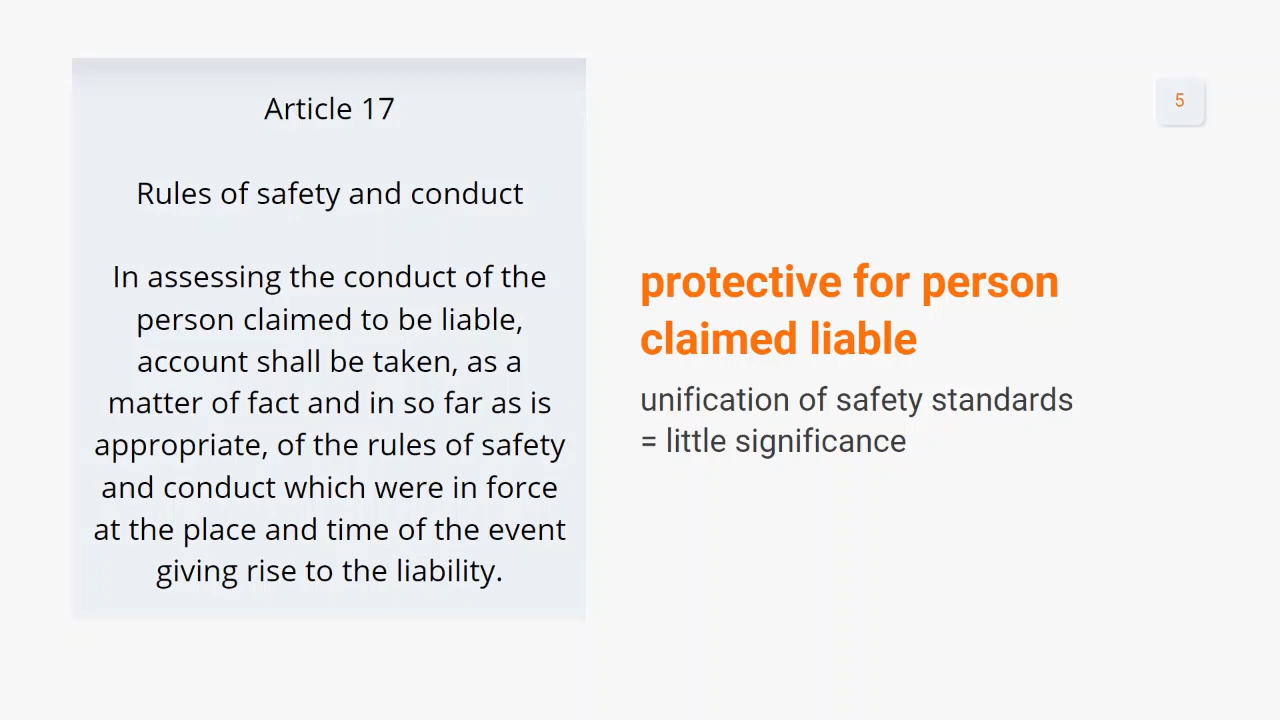 Article 17
Rules of safety and conduct
In assessing the conduct of the
person claimed to be liable,
account shall be taken, as a
matter of fact and in so far as is
appropriate, of the rules of safety
and conduct which were in force
at the place and time of the event
giving rise to the liability.
5
protective for person
claimed liable
unification of safety standards
= little significance